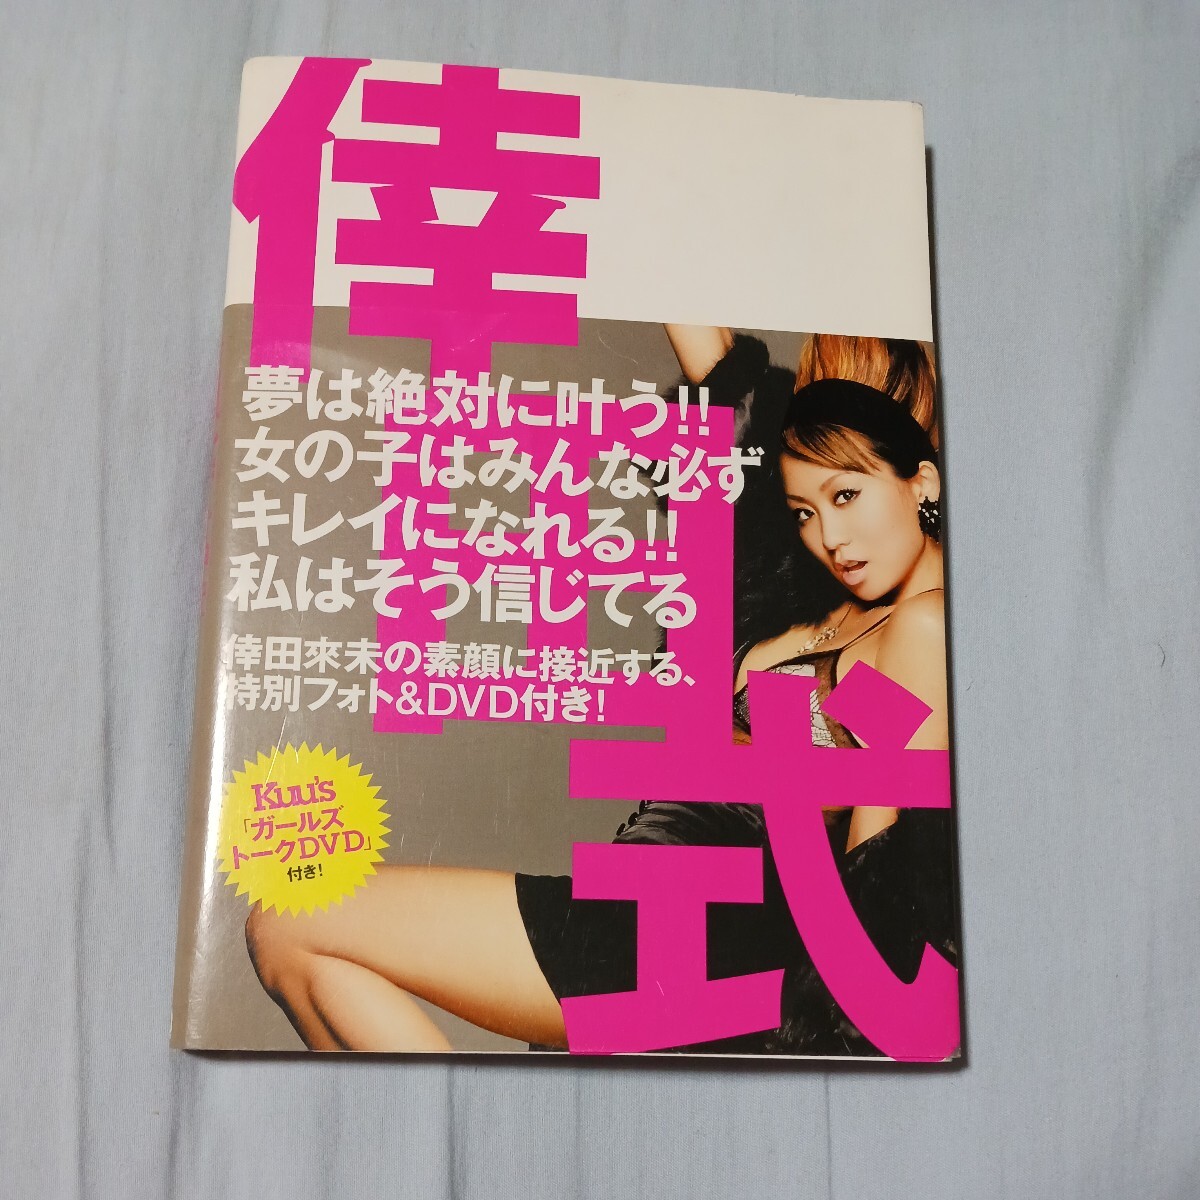 倖田式
夢は絶対に叶う!!
女の子はみんな必ず
キレイになれる!!
私はそう信じてる
倖田來未の素顔に接近する、
特別フォト&DVD付き!
Kuu's
「ガールズ
トークDVD」
付き!